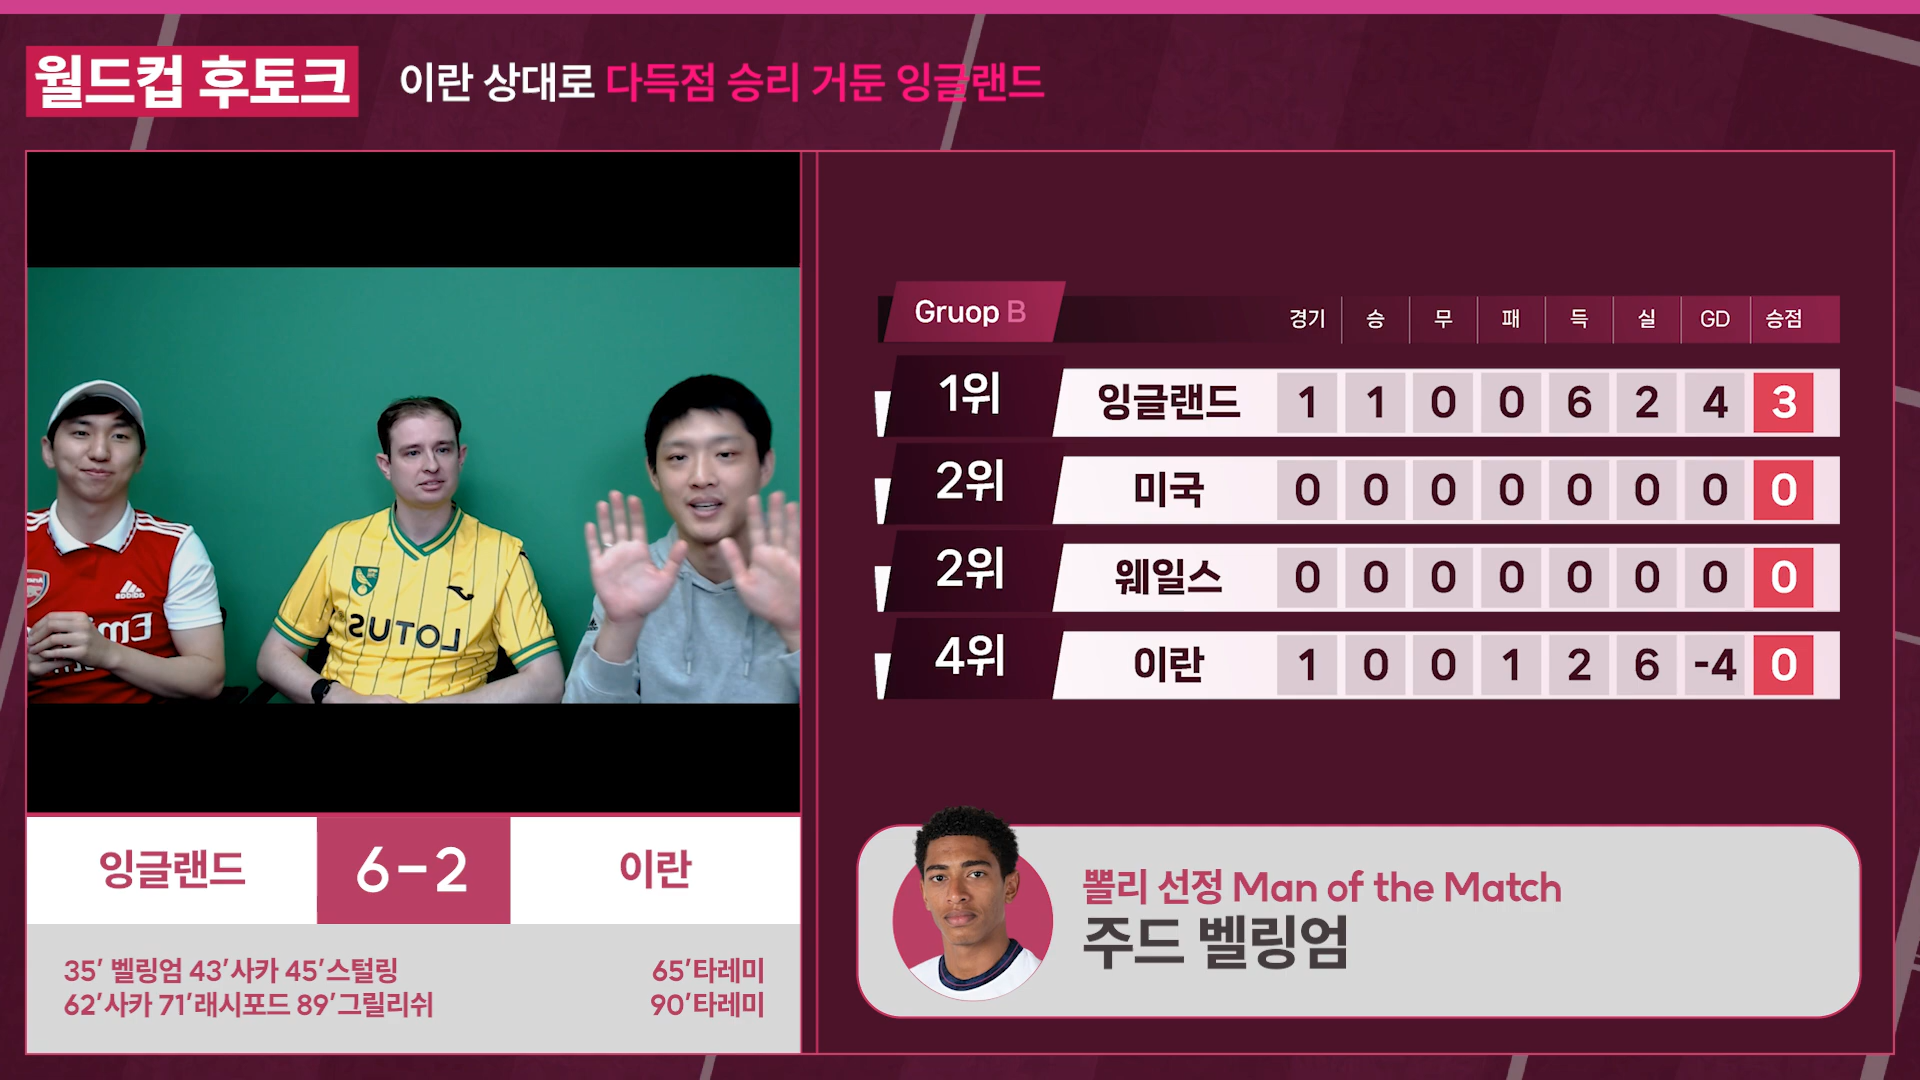 월드컵 후토크
이란 상대로 다득점 승리 거둔 잉글랜드
adidas
LOTUS
Gruop B
경기 승 무 패 득 실 GD 승점
1위 잉글랜드 1 1 0 0 6 2 4 3
2위 미국 0 0 0 0 0 0 0 0
2위 웨일스 0 0 0 0 0 0 0 0
4위 이란 1 0 0 1 2 6 -4 0
잉글랜드 6-2 이란
35' 벨링엄 43'사카 45'스털링
62'사카 71'래시포드 89'그릴리쉬
65'타레미
90'타레미
뽈리 선정 Man of the Match
주드 벨링엄